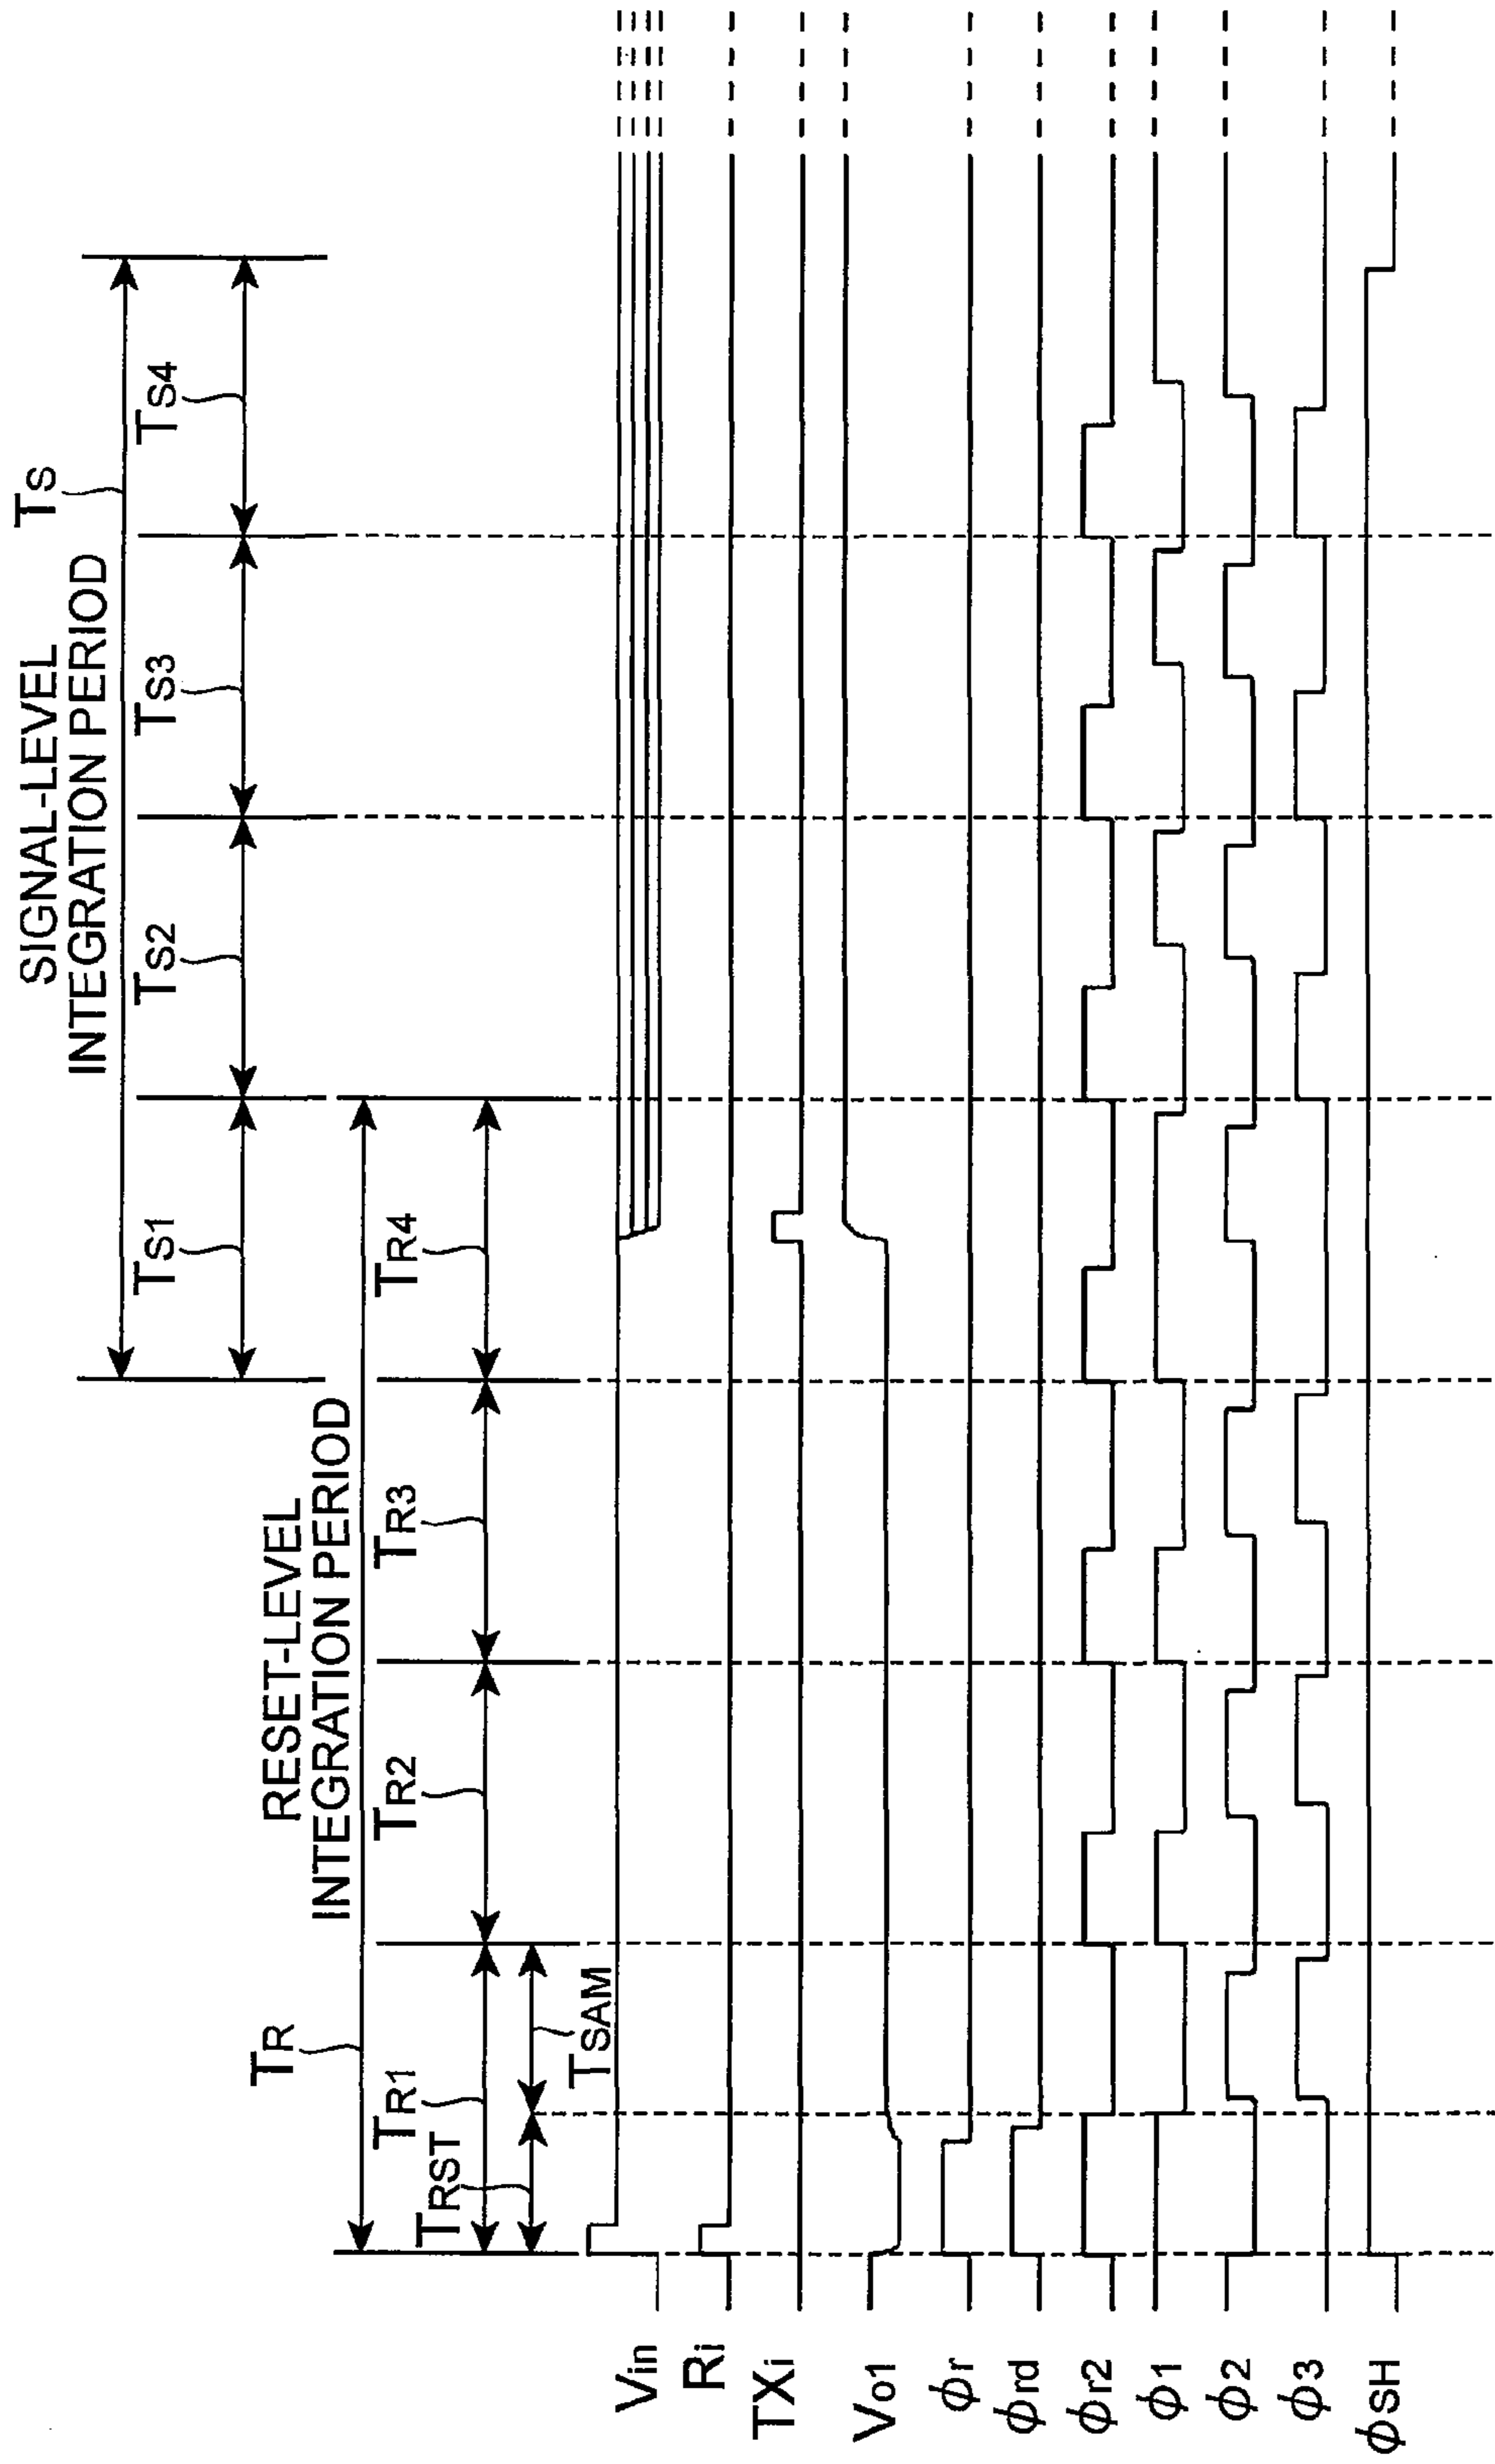 SIGNAL-LEVEL
INTEGRATION PERIOD
TS
TS1
TS2
TS3
TS4
RESET-LEVEL
INTEGRATION PERIOD
TR
TR1
TR2
TR3
TR4
TRST
TSAM
Vin
Ri
TXi
Vo1
ϕr
ϕrd
ϕr2
ϕ1
ϕ2
ϕ3
ϕSH